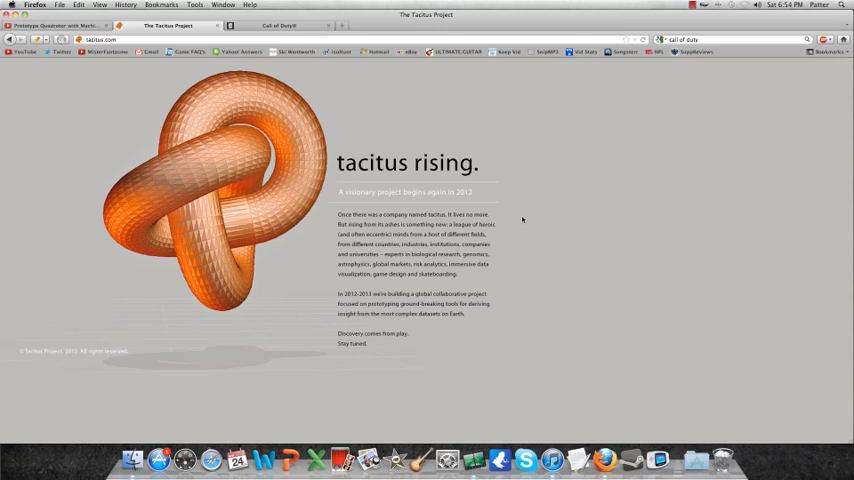 Firefox File Edit View History Bookmarks Tools Window Help
Sat 6:54 PM Patter
The Tacitus Project
Prototype Quadrotor with Machi...
The Tacitus Project
Call of Duty®
tacitus.com
call of duty
YouTube Twitter MisterFantazmo Gmail Game FAQ's Yahoo! Answers Ski Wentworth isohunt Hotmail eBay ULTIMATE GUITAR Keep Vid SnipMP3 Vid Stats Songsterr NFL SuppReviews Bookmarks
tacitus rising.
A visionary project begins again in 2012
Once there was a company named tacitus. It lives no more.
But rising from its ashes is something new: a league of heroic
(and often eccentric) minds from a host of different fields,
from different countries, industries, institutions, companies
and universities – experts in biological research, genomics,
astrophysics, global markets, risk analytics, immersive data
visualization, game design and skateboarding.
In 2012-2013 we're building a global collaborative project
focused on prototyping ground-breaking tools for deriving
insight from the most complex datasets on Earth.
Discovery comes from play.
Stay tuned.
© Tacitus Project. 2012. All rights reserved.
24